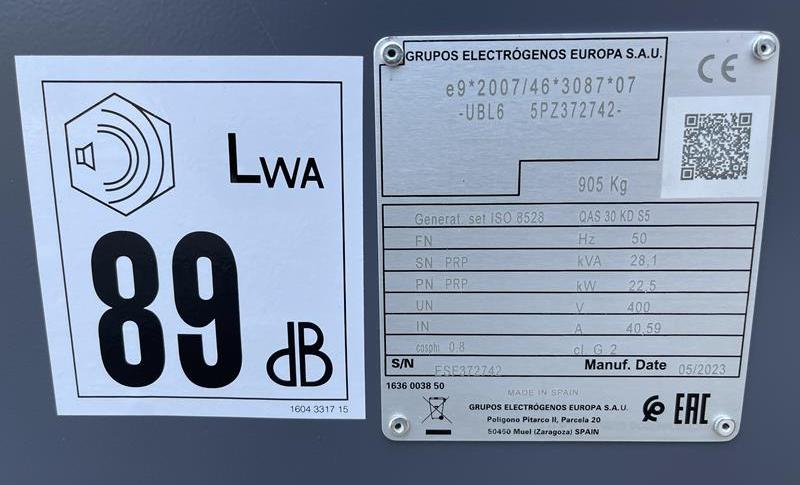 LWA
89 dB
1604 3317 15
GRUPOS ELECTRÓGENOS EUROPA S.A.U.
CE
e9*2007/46*3087*07
-UBL6 5PZ372742-
905 Kg
Generat. set ISO 8528 QAS 30 KD S5
FN Hz 50
SN PRP kVA 28,1
PN PRP kW 22,5
UN V 400
IN A 40,59
cosphi 0.8 cl. G 2
S/N ESF372742 Manuf. Date 05/2023
1636 0038 50
MADE IN SPAIN
GRUPOS ELECTRÓGENOS EUROPA S.A.U.
Polígono Pitarco II, Parcela 20
50450 Muel (Zaragoza) SPAIN
EAC